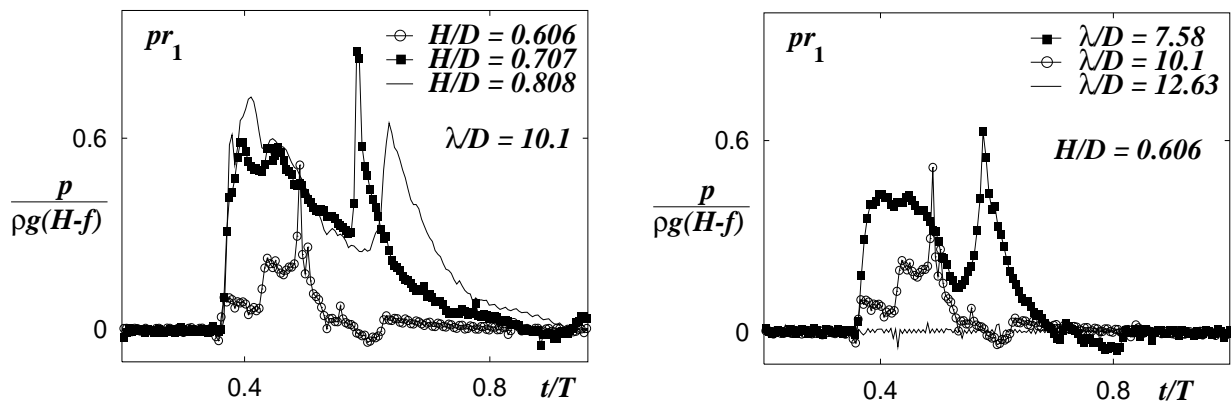 pr1
H/D = 0.606
H/D = 0.707
H/D = 0.808
λ/D = 10.1
0.6
p
ρg(H-f)
0
0.4
0.8
t/T
pr1
λ/D = 7.58
λ/D = 10.1
λ/D = 12.63
H/D = 0.606
0.6
p
ρg(H-f)
0
0.4
0.8
t/T